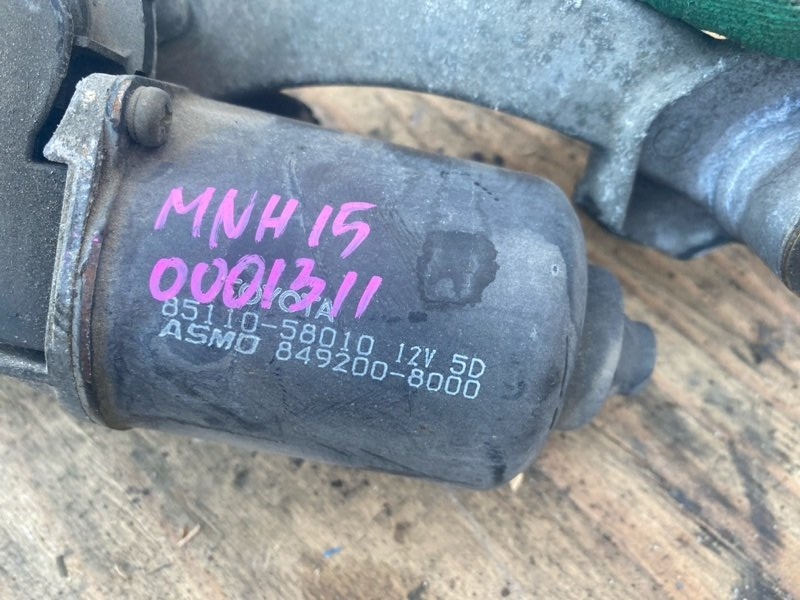 MNH15
0001311
TOYOTA
85110-58010 12V 5D
ASMO 849200-8000